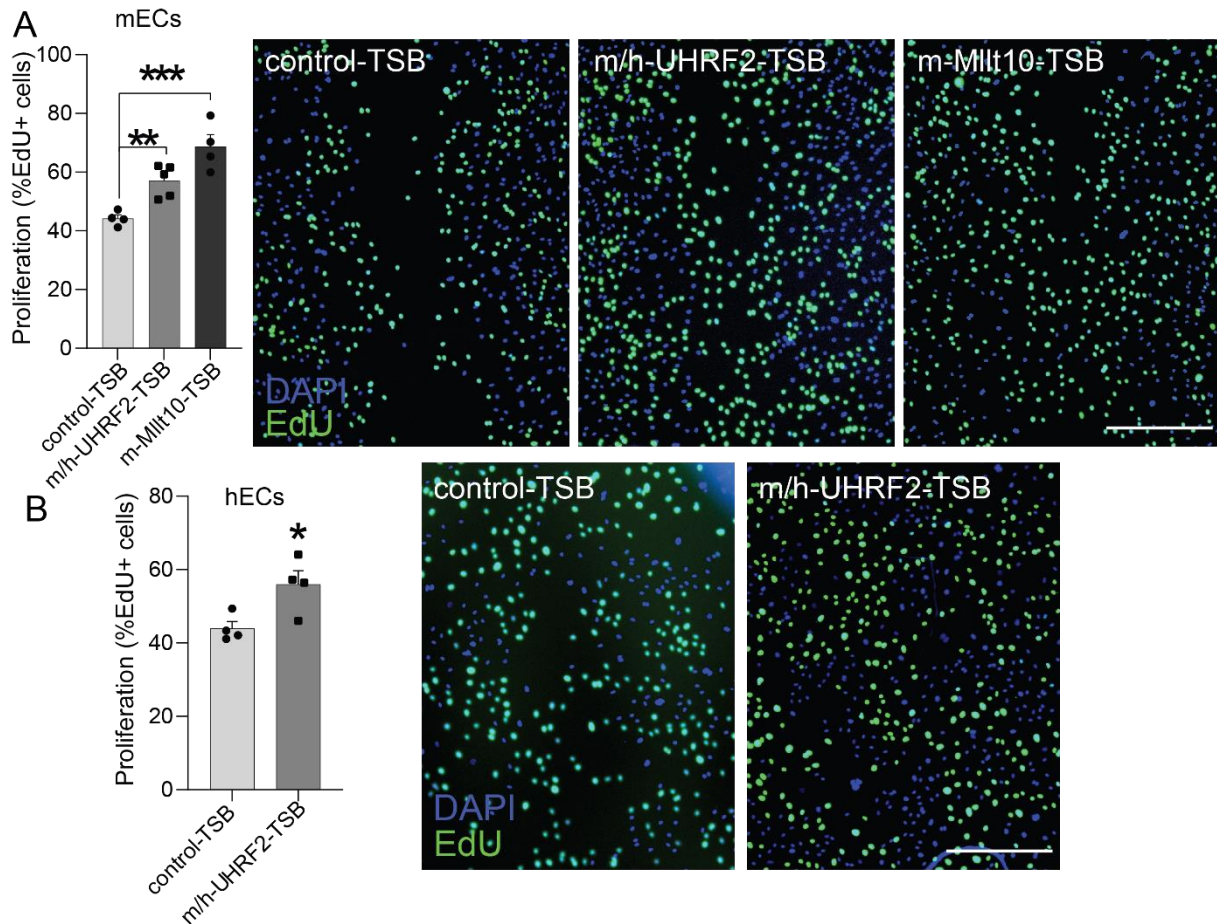 A
mECs
Proliferation (%EdU+ cells)
100
80
60
40
20
0
***
**
control-TSB
m/h-UHRF2-TSB
m-Mllt10-TSB
control-TSB
DAPI
EdU
m/h-UHRF2-TSB
m-Mllt10-TSB
B
hECs
Proliferation (%EdU+ cells)
80
60
40
20
0
*
control-TSB
m/h-UHRF2-TSB
control-TSB
DAPI
EdU
m/h-UHRF2-TSB